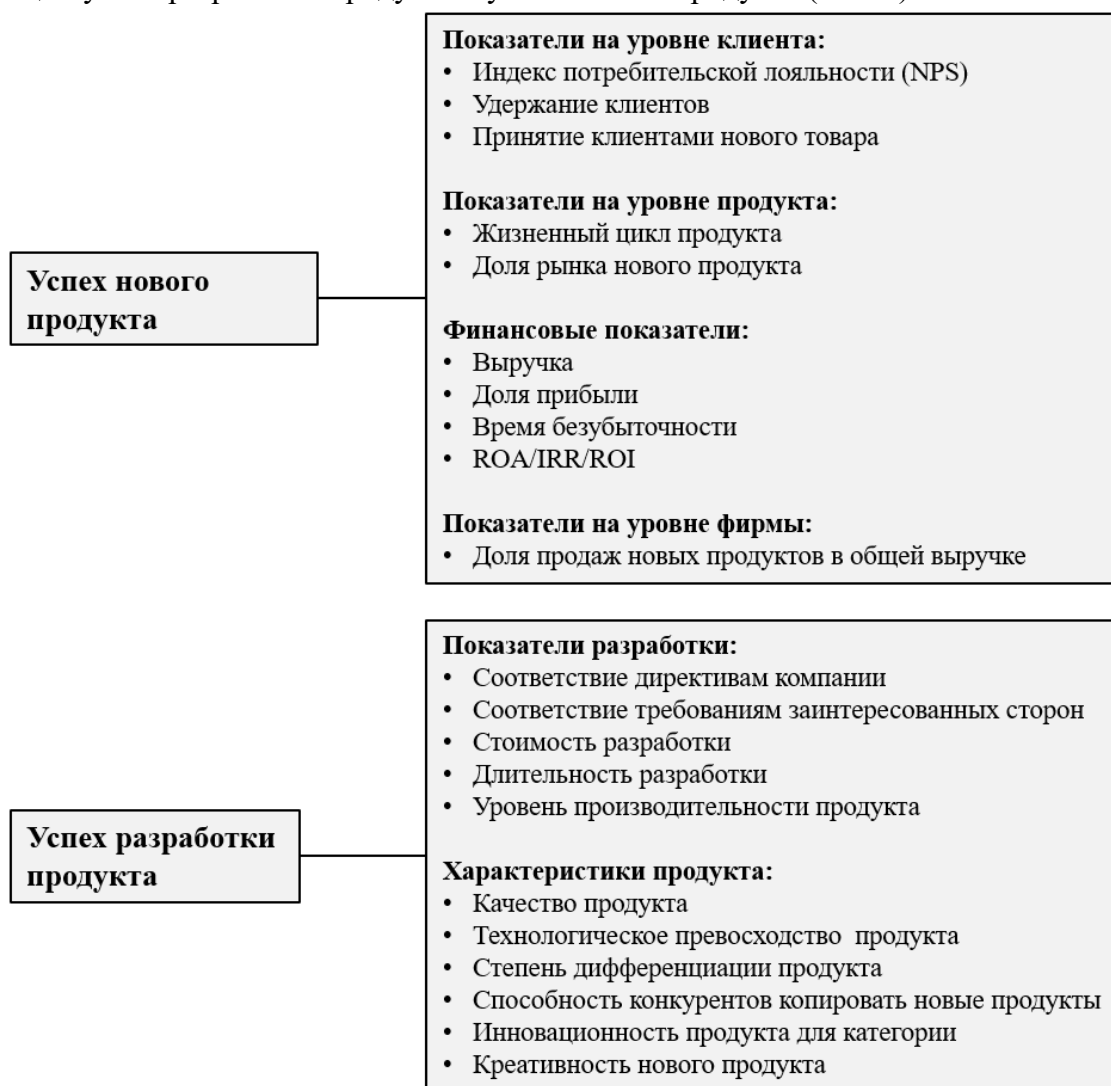 Показатели на уровне клиента:
• Индекс потребительской лояльности (NPS)
• Удержание клиентов
• Принятие клиентами нового товара
Показатели на уровне продукта:
• Жизненный цикл продукта
• Доля рынка нового продукта
Успех нового
продукта
Финансовые показатели:
• Выручка
• Доля прибыли
• Время безубыточности
• ROA/IRR/ROI
Показатели на уровне фирмы:
• Доля продаж новых продуктов в общей выручке
Показатели разработки:
• Соответствие директивам компании
• Соответствие требованиям заинтересованных сторон
• Стоимость разработки
• Длительность разработки
• Уровень производительности продукта
Успех разработки
продукта
Характеристики продукта:
• Качество продукта
• Технологическое превосходство продукта
• Степень дифференциации продукта
• Способность конкурентов копировать новые продукты
• Инновационность продукта для категории
• Креативность нового продукта